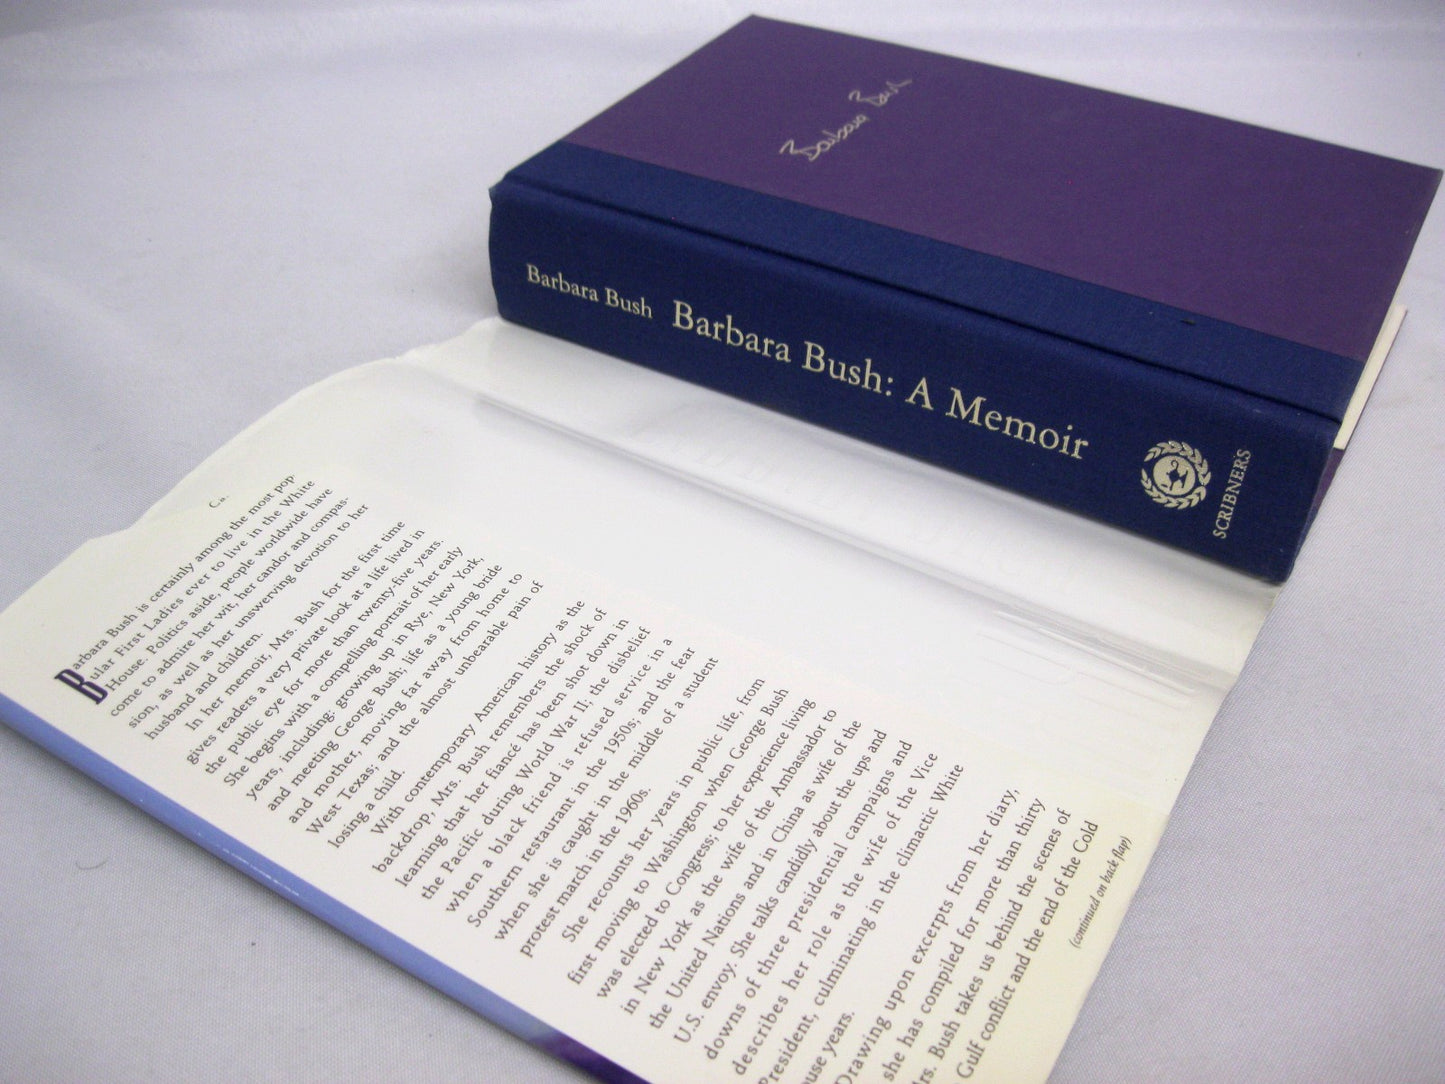 Barbara Bush
Barbara Bush Barbara Bush: A Memoir SCRIBNERS
Barbara Bush is certainly among the most pop-
ular First Ladies ever to live in the White
House. Politics aside, people worldwide have
come to admire her wit, her candor and compas-
sion, as well as her unswerving devotion to her
husband and children.
In her memoir, Mrs. Bush for the first time
gives readers a very private look at a life lived in
the public eye for more than twenty-five years.
She begins with a compelling portrait of her early
years, including: growing up in Rye, New York,
and meeting George Bush; life as a young bride
and mother, moving far away from home to
West Texas; and the almost unbearable pain of
losing a child.
With contemporary American history as the
backdrop, Mrs. Bush remembers the shock of
learning that her fiancé has been shot down in
the Pacific during World War II; the disbelief
when a black friend is refused service in a
Southern restaurant in the 1950s; and the fear
when she is caught in the middle of a student
protest march in the 1960s.
She recounts her years in public life, from
first moving to Washington when George Bush
was elected to Congress; to her experience living
in New York as the wife of the Ambassador to
the United Nations and in China as wife of the
U.S. envoy. She talks candidly about the ups and
downs of three presidential campaigns and
describes her role as the wife of the Vice
President, culminating in the climactic White
ouse years.
Drawing upon excerpts from her diary,
she has compiled for more than thirty
rs. Bush takes us behind the scenes of
Gulf conflict and the end of the Cold
(continued on back flap)